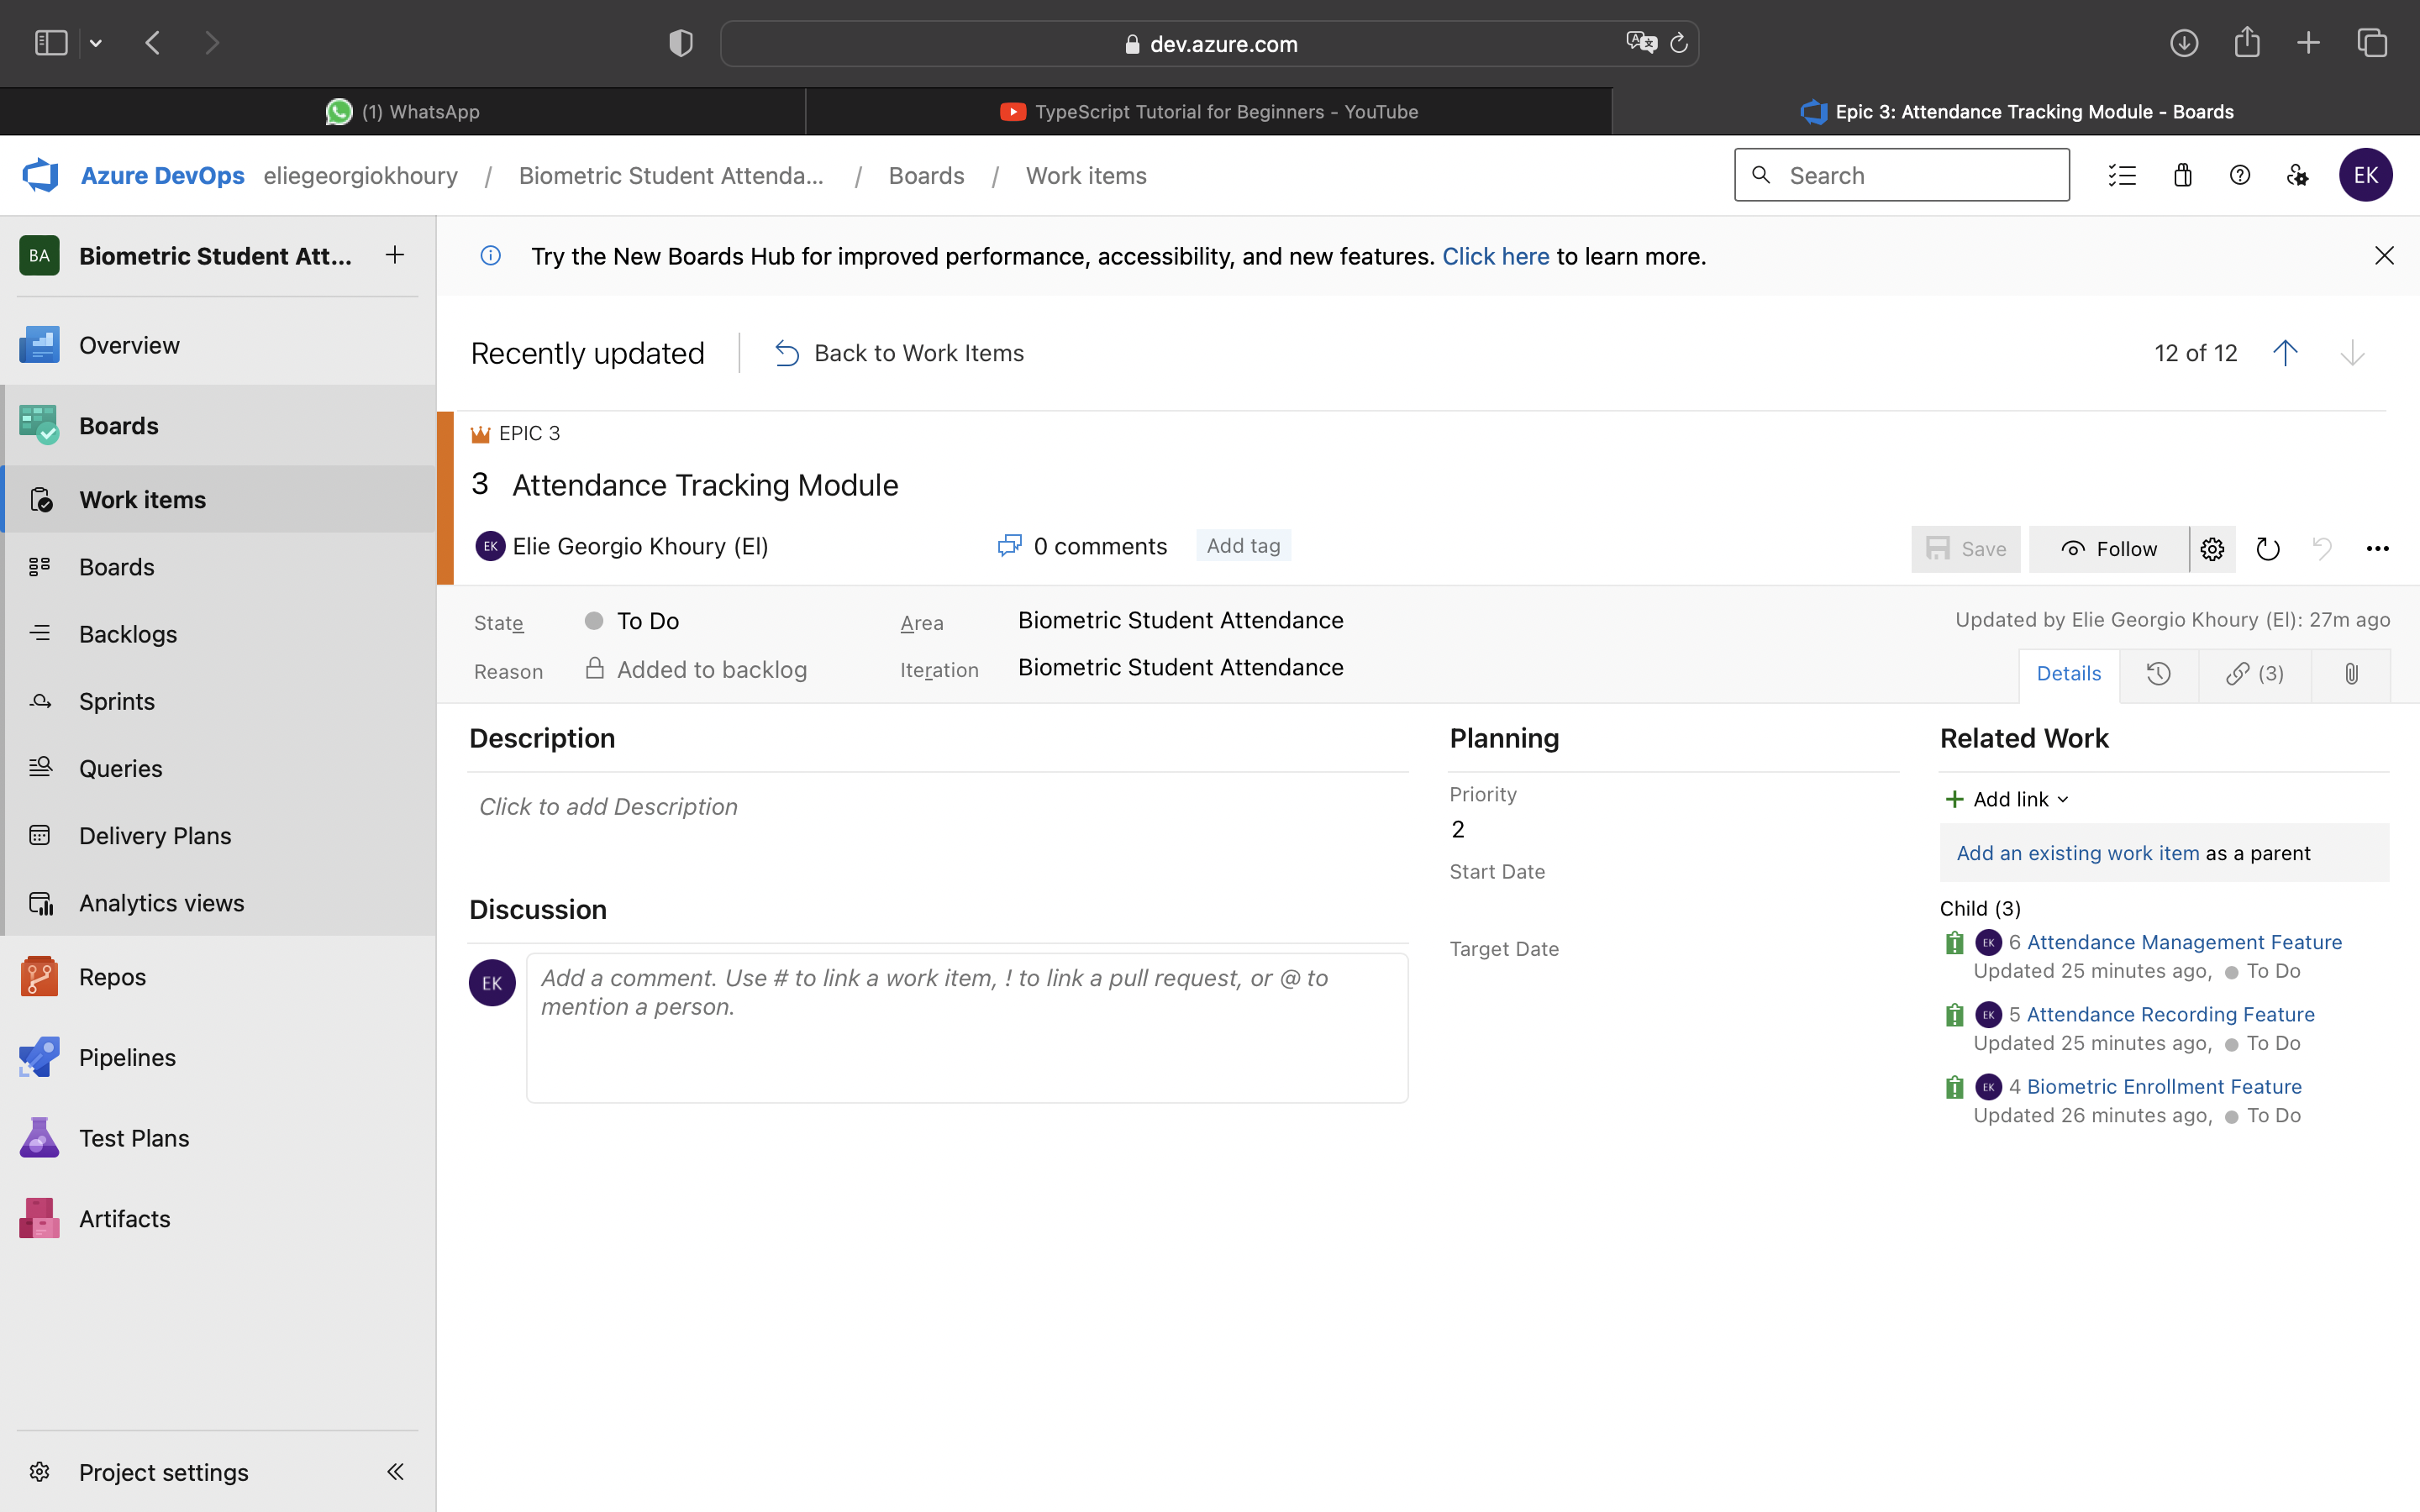 dev.azure.com
(1) WhatsApp
TypeScript Tutorial for Beginners - YouTube
Epic 3: Attendance Tracking Module - Boards
Azure DevOps eliegeorgiokhoury / Biometric Student Attenda... / Boards / Work items
Search
EK
BA Biometric Student Att...
Overview
Boards
Work items
Boards
Backlogs
Sprints
Queries
Delivery Plans
Analytics views
Repos
Pipelines
Test Plans
Artifacts
Project settings
Try the New Boards Hub for improved performance, accessibility, and new features. Click here to learn more.
Recently updated
Back to Work Items
12 of 12
EPIC 3
3 Attendance Tracking Module
EK Elie Georgio Khoury (El)
0 comments
Add tag
Save
Follow
State To Do
Area Biometric Student Attendance
Updated by Elie Georgio Khoury (El): 27m ago
Reason Added to backlog
Iteration Biometric Student Attendance
Details
(3)
Description
Click to add Description
Discussion
EK
Add a comment. Use # to link a work item, ! to link a pull request, or @ to
mention a person.
Planning
Priority
2
Start Date
Target Date
Related Work
Add link
Add an existing work item as a parent
Child (3)
EK 6 Attendance Management Feature
Updated 25 minutes ago, To Do
EK 5 Attendance Recording Feature
Updated 25 minutes ago, To Do
EK 4 Biometric Enrollment Feature
Updated 26 minutes ago, To Do